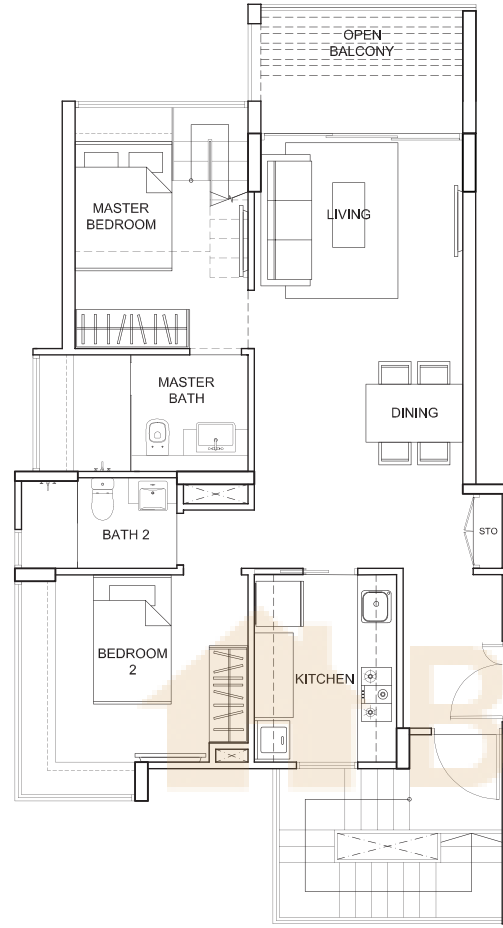 OPEN
BALCONY
MASTER
BEDROOM
LIVING
MASTER
BATH
DINING
BATH 2
STO
BEDROOM
2
KITCHEN
B